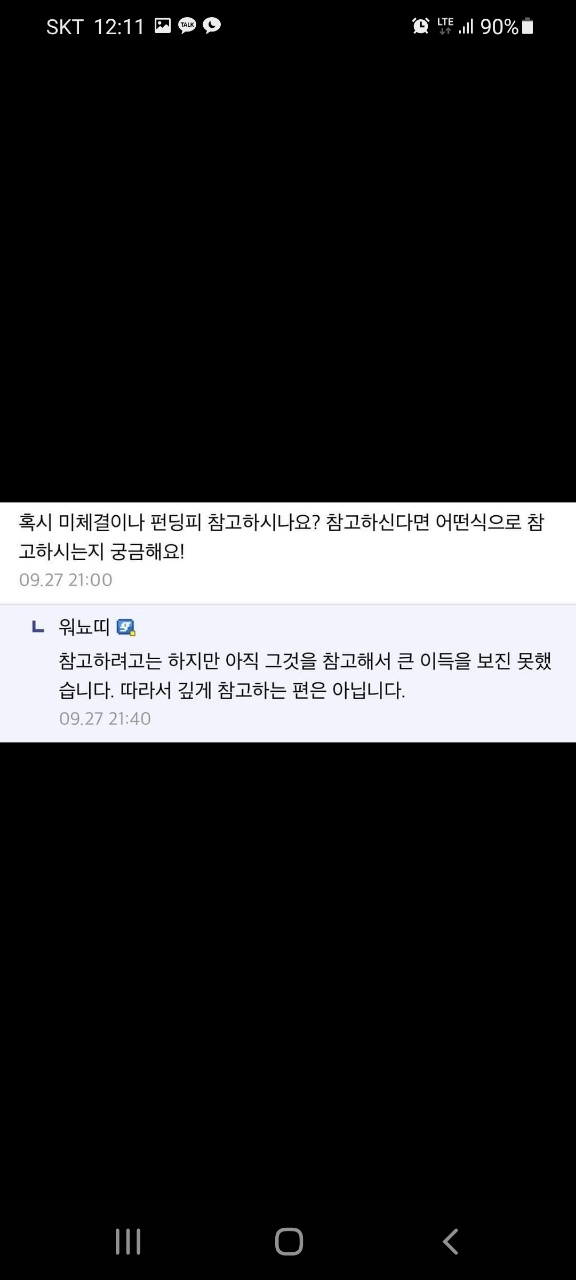 SKT 12:11 TALK LTE 90%
혹시 미체결이나 펀딩피 참고하시나요? 참고하신다면 어떤식으로 참
고하시는지 궁금해요!
09.27 21:00
워뇨띠
참고하려고는 하지만 아직 그것을 참고해서 큰 이득을 보진 못했
습니다. 따라서 깊게 참고하는 편은 아닙니다.
09.27 21:40